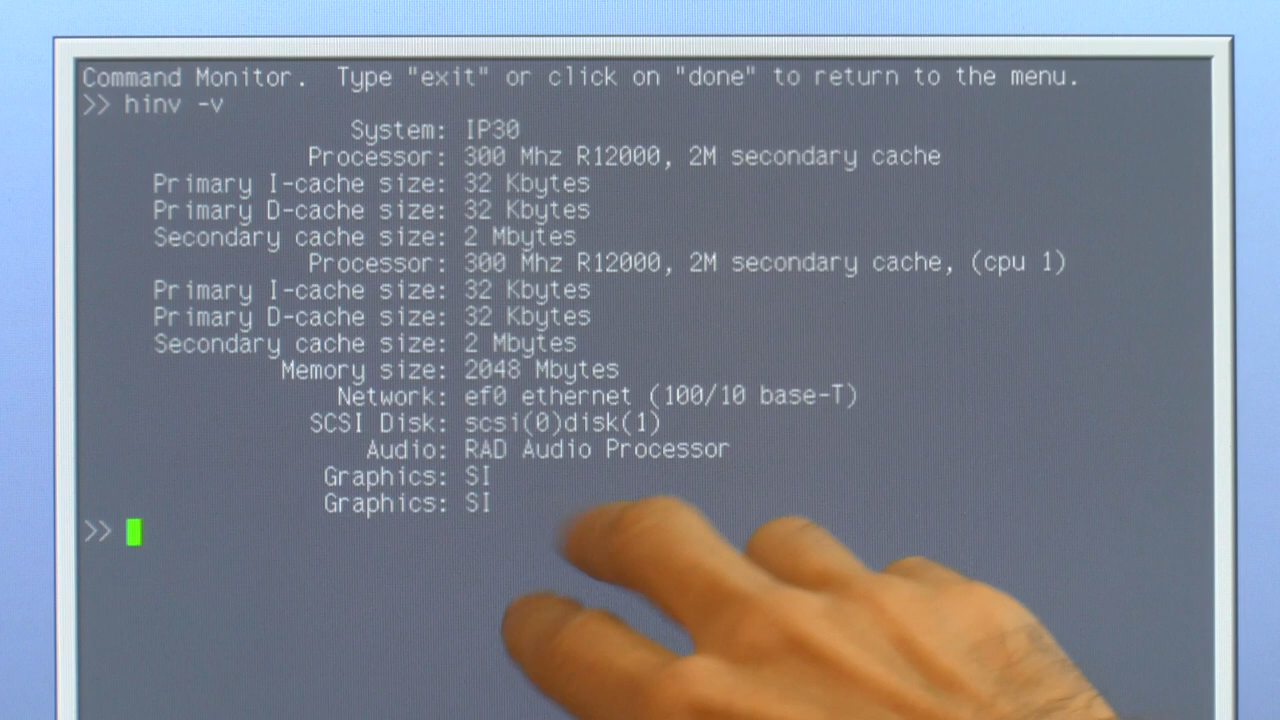 Command Monitor.  Type "exit" or click on "done" to return to the menu.
>> hinv -v
System: IP30
Processor: 300 Mhz R12000, 2M secondary cache
Primary I-cache size: 32 Kbytes
Primary D-cache size: 32 Kbytes
Secondary cache size: 2 Mbytes
Processor: 300 Mhz R12000, 2M secondary cache, (cpu 1)
Primary I-cache size: 32 Kbytes
Primary D-cache size: 32 Kbytes
Secondary cache size: 2 Mbytes
Memory size: 2048 Mbytes
Network: ef0 ethernet (100/10 base-T)
SCSI Disk: scsi(0)disk(1)
Audio: RAD Audio Processor
Graphics: SI
Graphics: SI
>>